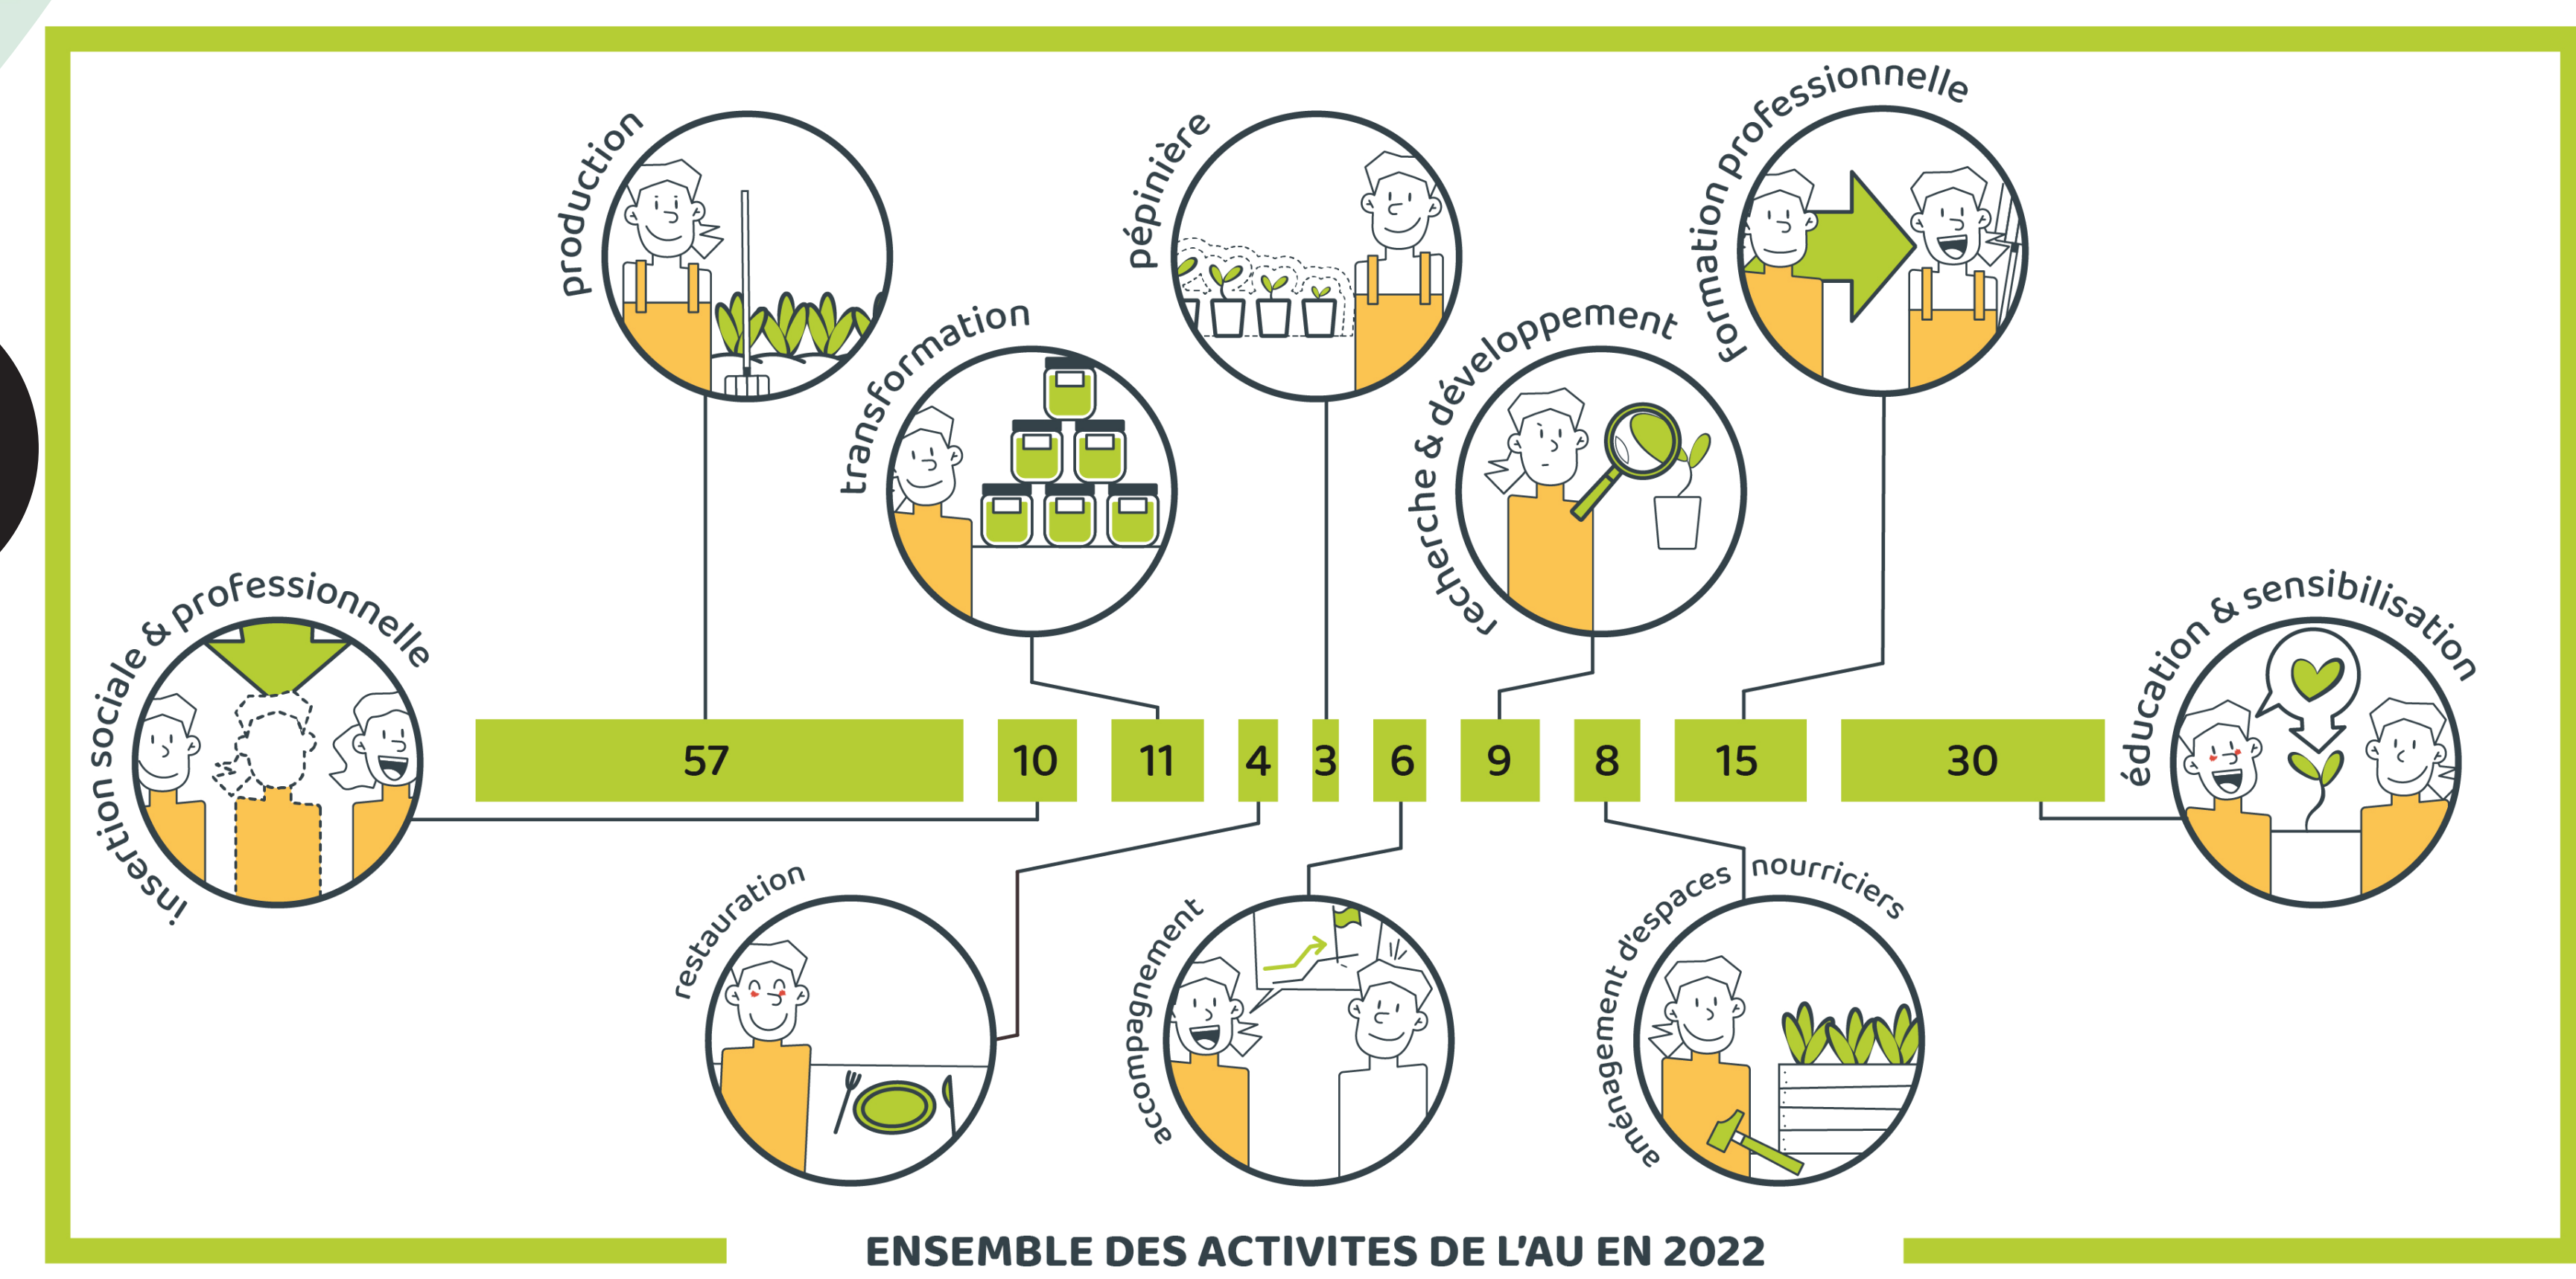 production
pépinière
formation professionnelle
transformation
recherche & développement
insertion sociale & professionnelle
éducation & sensibilisation
57
10
11
4
3
6
9
8
15
30
restauration
accompagnement
aménagement d'espaces nourriciers
ENSEMBLE DES ACTIVITES DE L'AU EN 2022